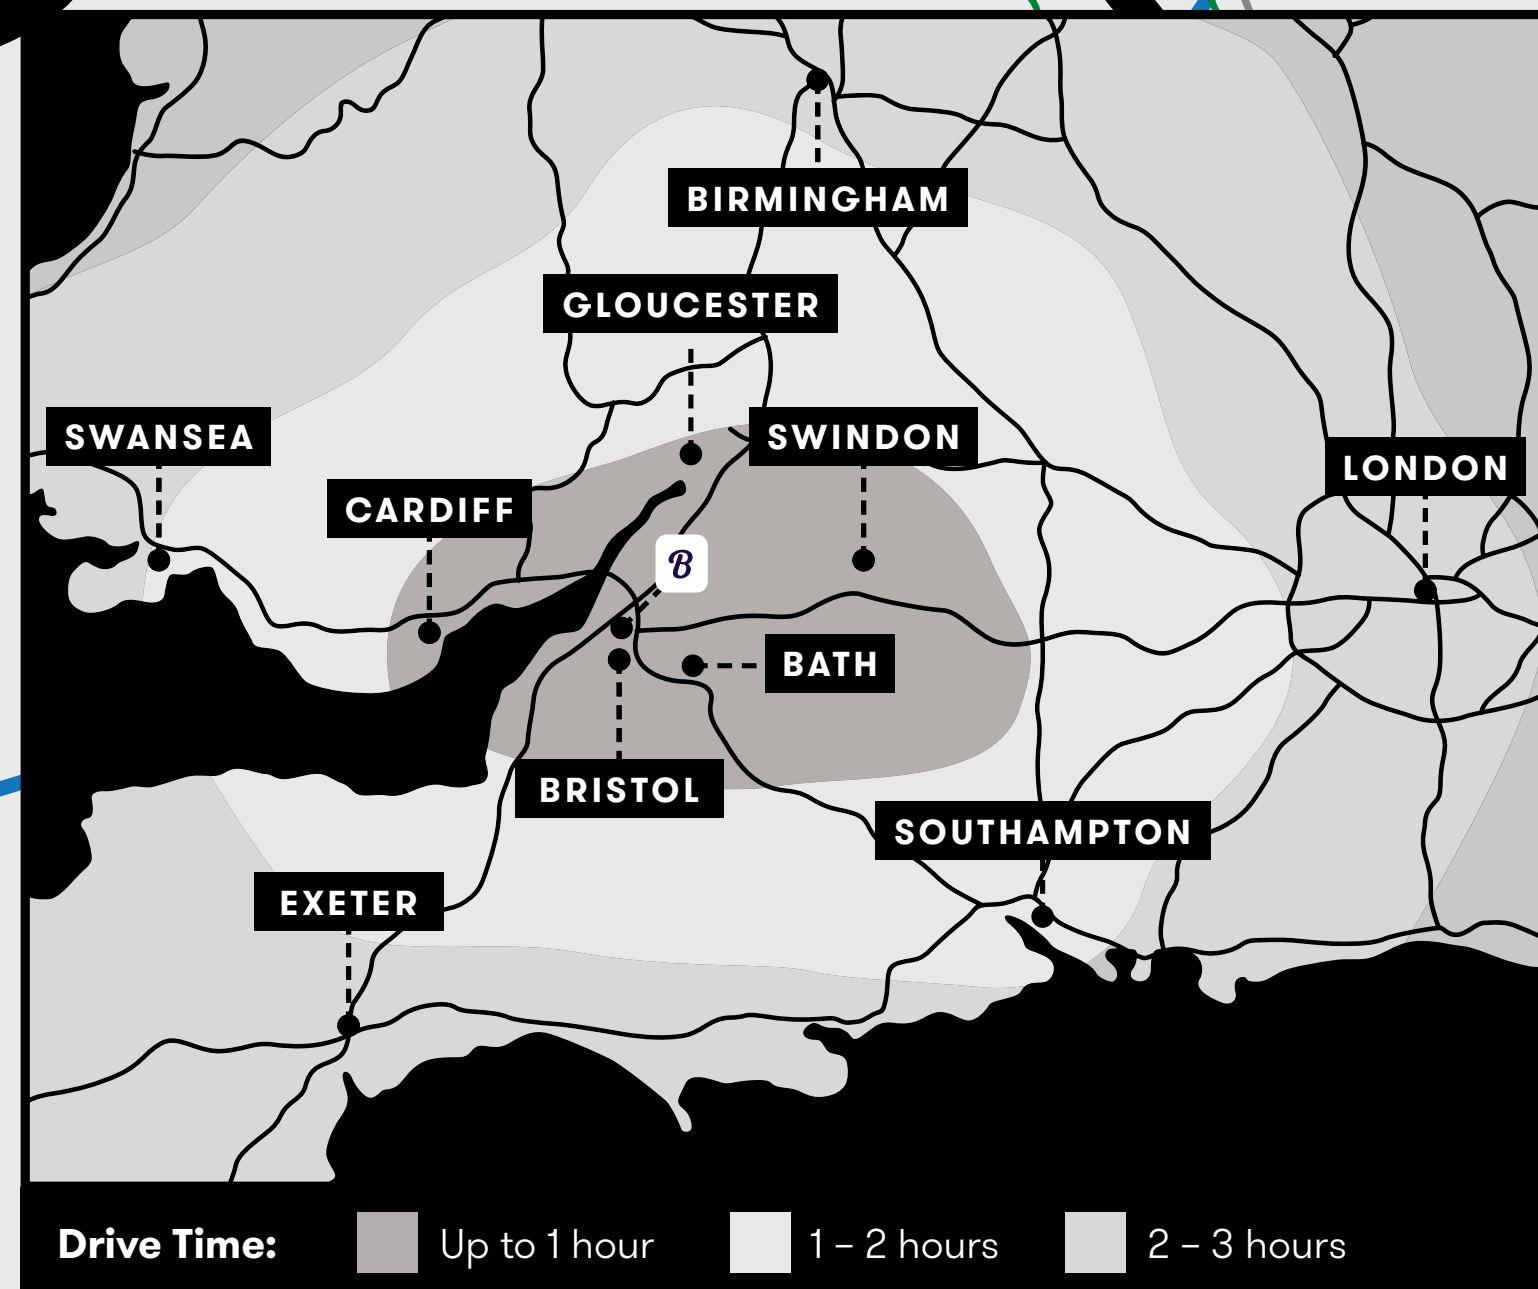 BIRMINGHAM
GLOUCESTER
SWANSEA
SWINDON
LONDON
CARDIFF
B
BATH
BRISTOL
SOUTHAMPTON
EXETER
Drive Time: Up to 1 hour 1 – 2 hours 2 – 3 hours